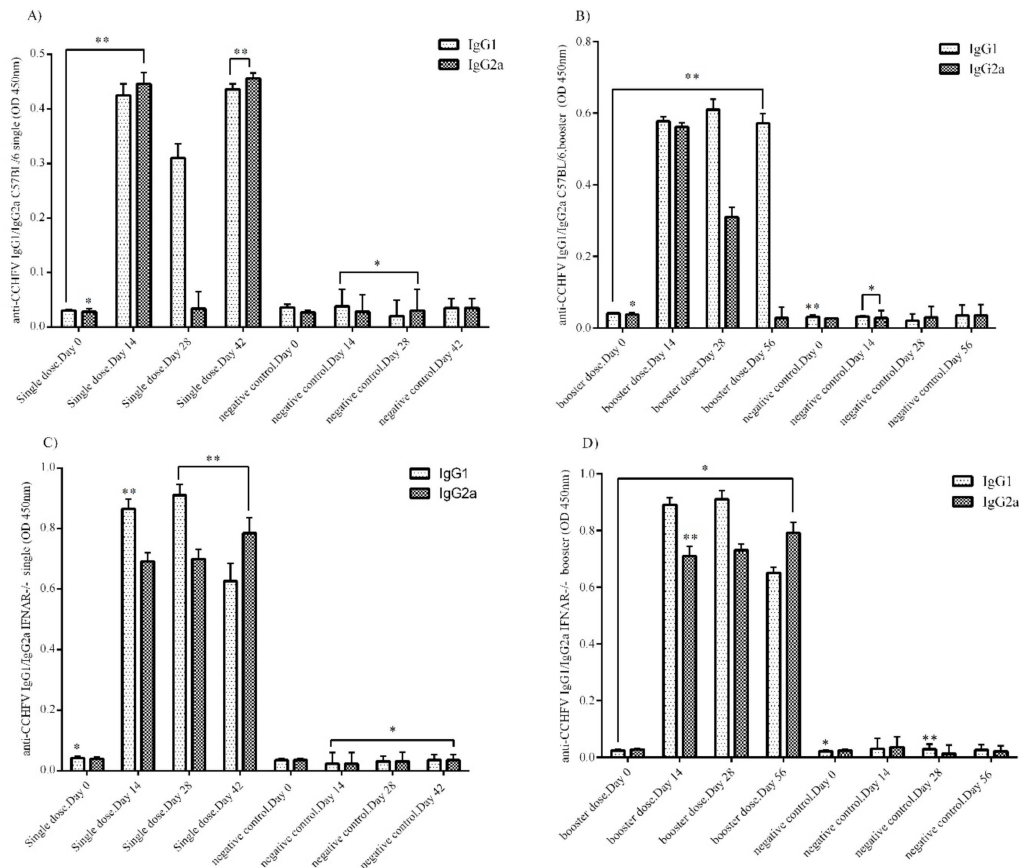 A)
anti-CCHFV IgG1/IgG2a C57BL/6 single (OD 450nm)
0.5
0.4
0.3
0.2
0.1
0.0
**
**
*
*
IgG1
IgG2a
Single dose.Day 0
Single dose.Day 14
Single dose.Day 28
Single dose.Day 42
negative control.Day 0
negative control.Day 14
negative control.Day 28
negative control.Day 42
B)
anti-CCHFV IgG1/IgG2a C57BL/6,booster (OD 450nm)
0.8
0.6
0.4
0.2
0.0
**
*
**
*
IgG1
IgG2a
booster dose.Day 0
booster dose.Day 14
booster dose.Day 28
booster dose.Day 56
negative control.Day 0
negative control.Day 14
negative control.Day 28
negative control.Day 56
C)
anti-CCHFV IgG1/IgG2a IFNAR-/- single (OD 450nm)
1.0
0.8
0.6
0.4
0.2
0.0
**
**
*
*
IgG1
IgG2a
Single dose.Day 0
Single dose.Day 14
Single dose.Day 28
Single dose.Day 42
negative control.Day 0
negative control.Day 14
negative control.Day 28
negative control.Day 42
D)
anti-CCHFV IgG1/IgG2a IFNAR-/- booster (OD 450nm)
1.0
0.8
0.6
0.4
0.2
0.0
*
**
*
**
IgG1
IgG2a
booster dose.Day 0
booster dose.Day 14
booster dose.Day 28
booster dose.Day 56
negative control.Day 0
negative control.Day 14
negative control.Day 28
negative control.Day 56